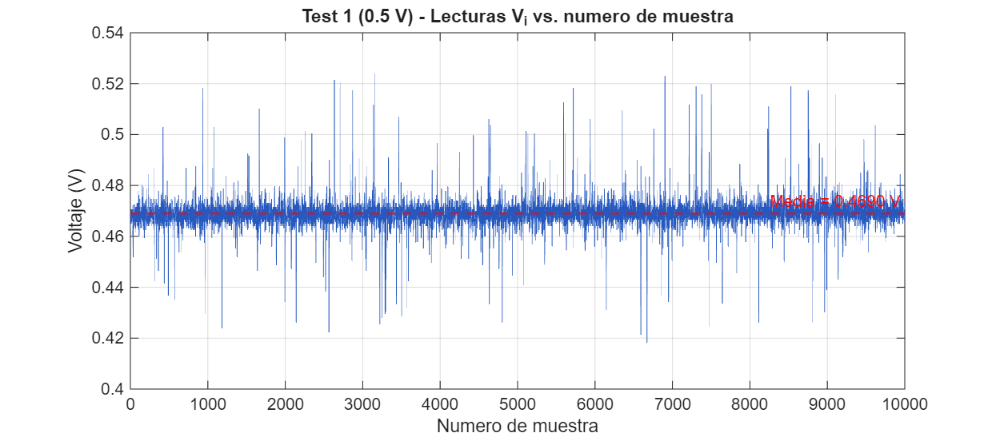 Test 1 (0.5 V) - Lecturas Vi vs. numero de muestra
0.54
0.52
0.5
0.48
0.46
0.44
0.42
0.4
Voltaje (V)
Media = 0.4690 V
0 1000 2000 3000 4000 5000 6000 7000 8000 9000 10000
Numero de muestra